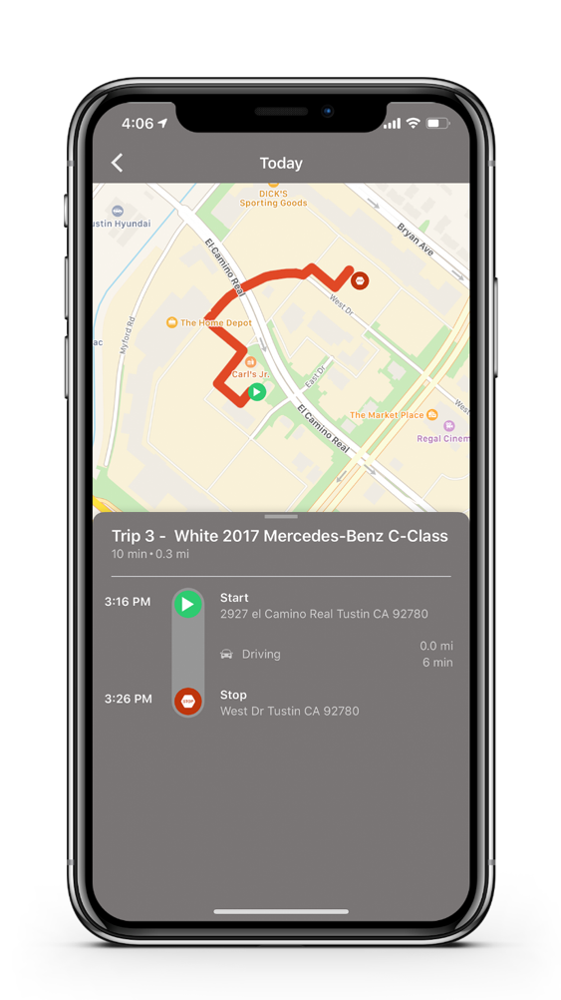 4:06
Today
DICK'S
Sporting Goods
ustin Hyundai
Bryan Ave
El Camino Real
West Dr
The Home Depot
Myford Rd
ac
Carl's Jr.
East Dr
West
The Market Place
El Camino Real
Regal Cinem
Trip 3 - White 2017 Mercedes-Benz C-Class
10 min • 0.3 mi
3:16 PM
Start
2927 el Camino Real Tustin CA 92780
Driving
0.0 mi
6 min
3:26 PM
STOP
Stop
West Dr Tustin CA 92780